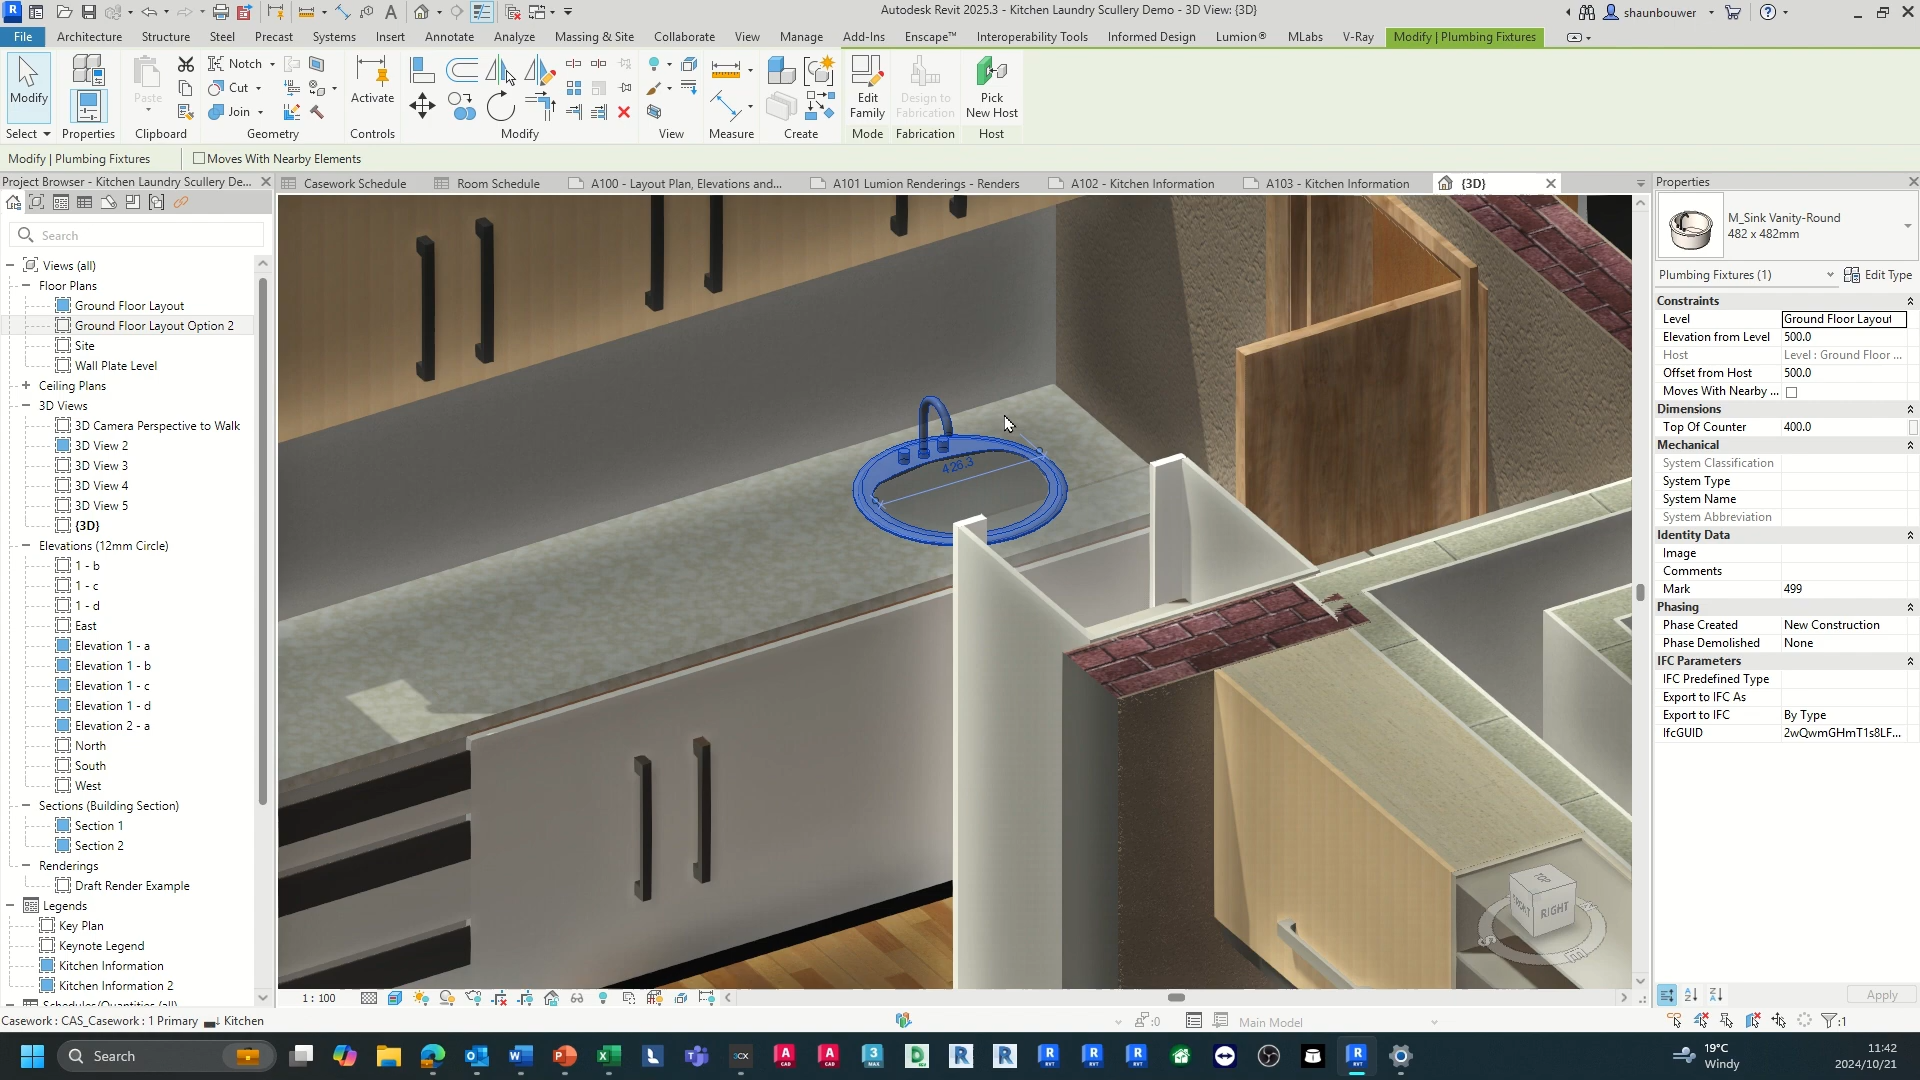 Autodesk Revit 2025.3 - Kitchen Laundry Scullery Demo - 3D View: {3D}
shaunbouwer
File
Architecture
Structure
Steel
Precast
Systems
Insert
Annotate
Analyze
Massing & Site
Collaborate
View
Manage
Add-Ins
Enscape™
Interoperability Tools
Informed Design
Lumion®
MLabs
V-Ray
Modify | Plumbing Fixtures
Modify
Select
Properties
Paste
Clipboard
Notch
Cut
Join
Geometry
Activate
Controls
Modify
View
Measure
Create
Edit
Family
Mode
Design to
Fabrication
Fabrication
Pick
New Host
Host
Modify | Plumbing Fixtures
Moves With Nearby Elements
Project Browser - Kitchen Laundry Scullery De...
Casework Schedule
Room Schedule
A100 - Layout Plan, Elevations and...
A101 Lumion Renderings - Renders
A102 - Kitchen Information
A103 - Kitchen Information
{3D}
Search
Views (all)
Floor Plans
Ground Floor Layout
Ground Floor Layout Option 2
Site
Wall Plate Level
Ceiling Plans
3D Views
3D Camera Perspective to Walk
3D View 2
3D View 3
3D View 4
3D View 5
{3D}
Elevations (12mm Circle)
1 - b
1 - c
1 - d
East
Elevation 1 - a
Elevation 1 - b
Elevation 1 - c
Elevation 1 - d
Elevation 2 - a
North
South
West
Sections (Building Section)
Section 1
Section 2
Renderings
Draft Render Example
Legends
Key Plan
Keynote Legend
Kitchen Information
Kitchen Information 2
Schedules/Quantities (all)
426.3
TOP
FRONT
RIGHT
Properties
M_Sink Vanity-Round
482 x 482mm
Plumbing Fixtures (1)
Edit Type
Constraints
Level Ground Floor Layout
Elevation from Level 500.0
Host Level : Ground Floor ...
Offset from Host 500.0
Moves With Nearby ...
Dimensions
Top Of Counter 400.0
Mechanical
System Classification
System Type
System Name
System Abbreviation
Identity Data
Image
Comments
Mark 499
Phasing
Phase Created New Construction
Phase Demolished None
IFC Parameters
IFC Predefined Type
Export to IFC As
Export to IFC By Type
IfcGUID 2wQwmGHmT1s8LF...
Apply
1 : 100
Casework : CAS_Casework : 1 Primary
Kitchen
:0
Main Model
:1
Search
19°C
Windy
11:42
2024/10/21